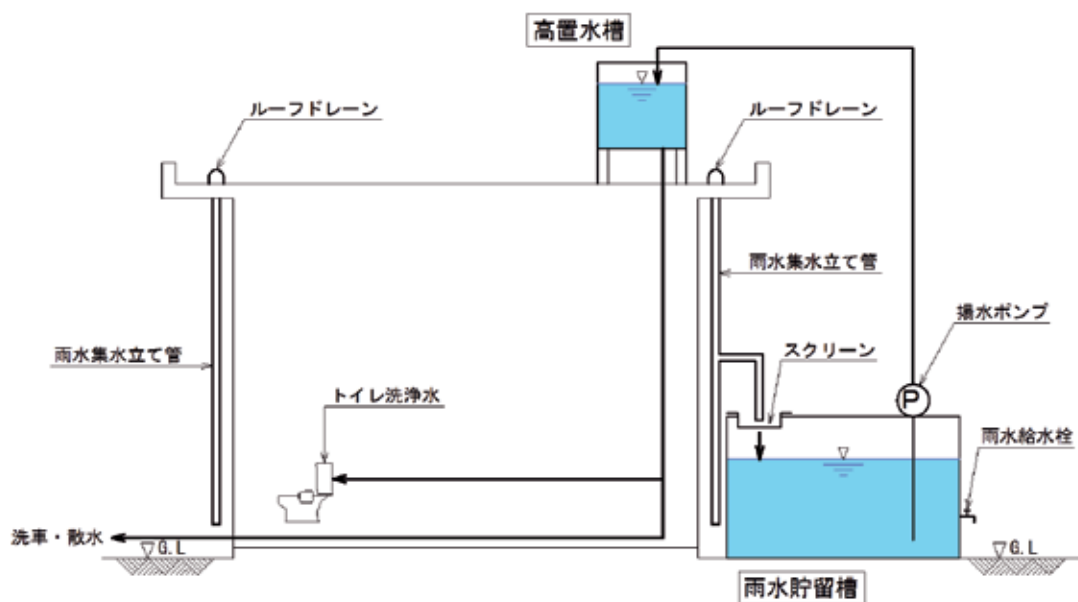 高置水槽
ルーフドレーン
ルーフドレーン
雨水集水立て管
揚水ポンプ
雨水集水立て管
スクリーン
トイレ洗浄水
P
雨水給水栓
洗車・散水
G.L
G.L
雨水貯留槽